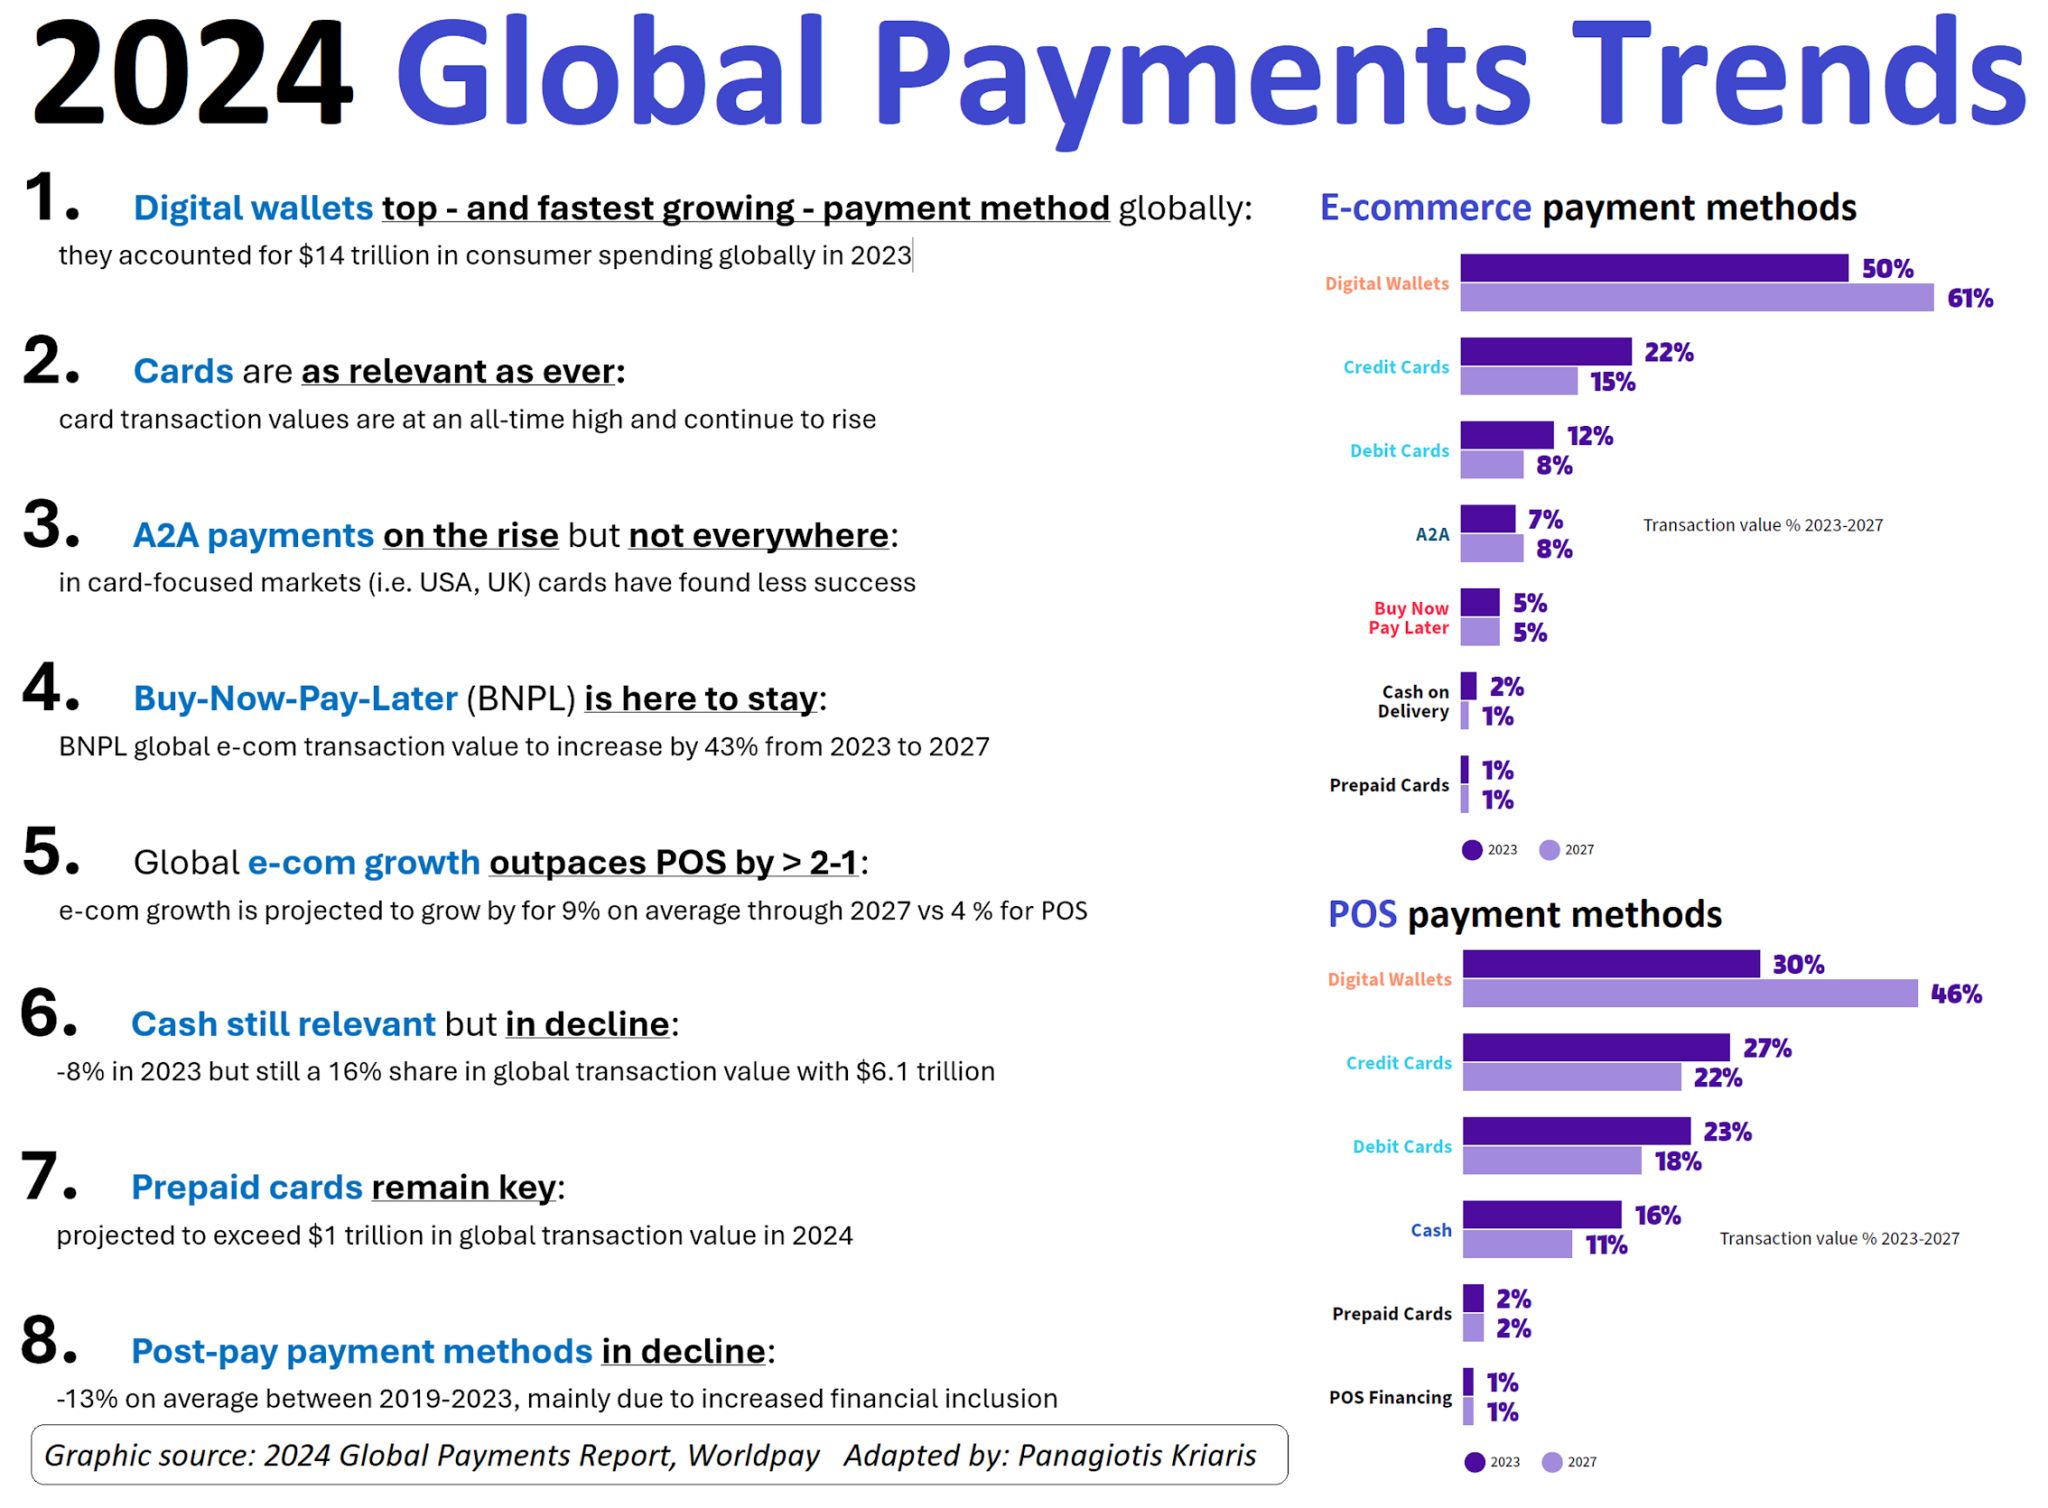 2024 Global Payments Trends
1. Digital wallets top - and fastest growing - payment method globally:
they accounted for $14 trillion in consumer spending globally in 2023
2. Cards are as relevant as ever:
card transaction values are at an all-time high and continue to rise
3. A2A payments on the rise but not everywhere:
in card-focused markets (i.e. USA, UK) cards have found less success
4. Buy-Now-Pay-Later (BNPL) is here to stay:
BNPL global e-com transaction value to increase by 43% from 2023 to 2027
5. Global e-com growth outpaces POS by > 2-1:
e-com growth is projected to grow by for 9% on average through 2027 vs 4 % for POS
6. Cash still relevant but in decline:
-8% in 2023 but still a 16% share in global transaction value with $6.1 trillion
7. Prepaid cards remain key:
projected to exceed $1 trillion in global transaction value in 2024
8. Post-pay payment methods in decline:
-13% on average between 2019-2023, mainly due to increased financial inclusion
Graphic source: 2024 Global Payments Report, Worldpay Adapted by: Panagiotis Kriaris
E-commerce payment methods
Digital Wallets
50%
61%
Credit Cards
22%
15%
Debit Cards
12%
8%
A2A
7%
8%
Transaction value % 2023-2027
Buy Now
Pay Later
5%
5%
Cash on
Delivery
2%
1%
Prepaid Cards
1%
1%
2023 2027
POS payment methods
Digital Wallets
30%
46%
Credit Cards
27%
22%
Debit Cards
23%
18%
Cash
16%
11%
Transaction value % 2023-2027
Prepaid Cards
2%
2%
POS Financing
1%
1%
2023 2027